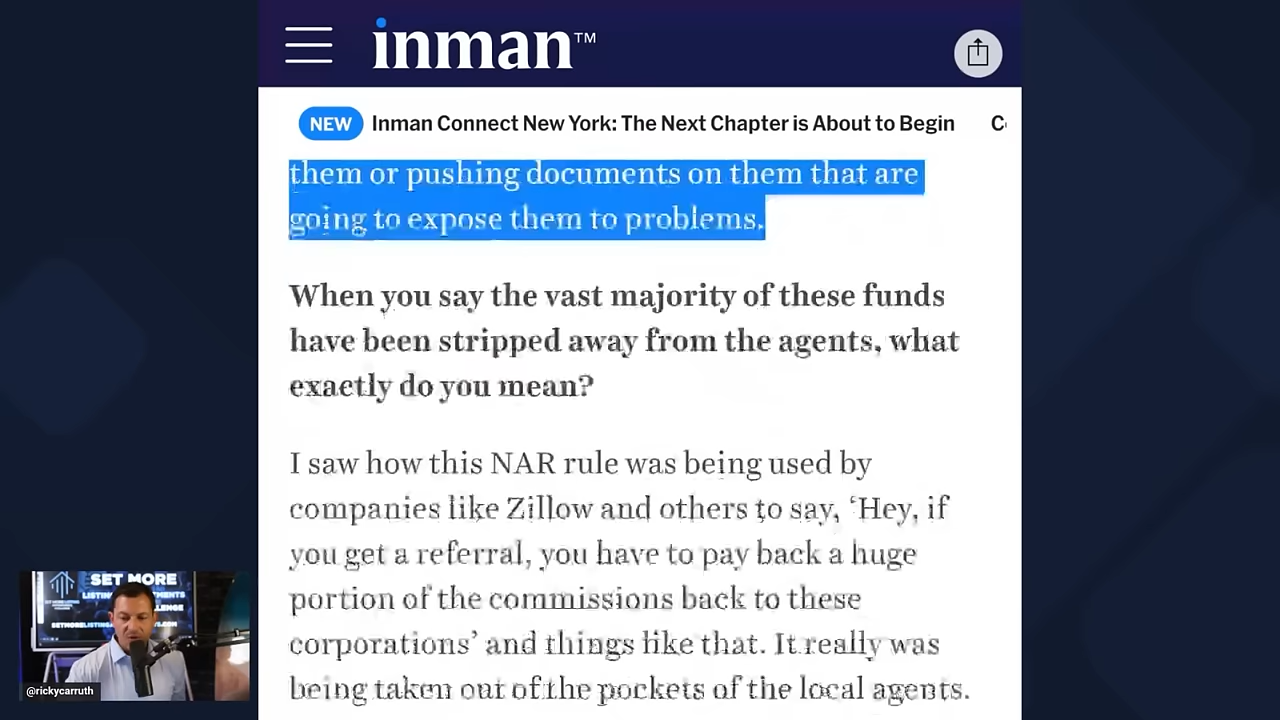 inman™
NEW Inman Connect New York: The Next Chapter is About to Begin
them or pushing documents on them that are
going to expose them to problems.
When you say the vast majority of these funds
have been stripped away from the agents, what
exactly do you mean?
I saw how this NAR rule was being used by
companies like Zillow and others to say, ‘Hey, if
you get a referral, you have to pay back a huge
portion of the commissions back to these
corporations’ and things like that. It really was
being taken out of the pockets of the local agents.
SET MORE
@rickycarruth